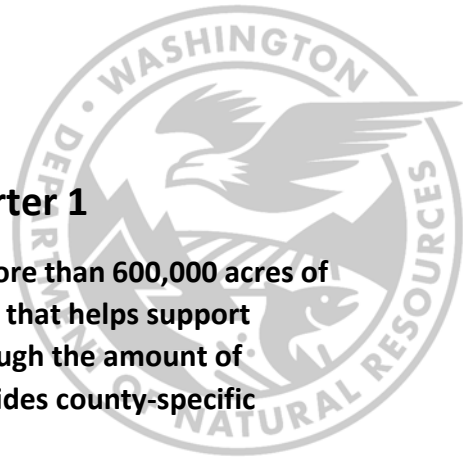 WASHINGTON
DEPARTMENT OF NATURAL RESOURCES
rter 1
ore than 600,000 acres of
that helps support
ugh the amount of
ides county-specific